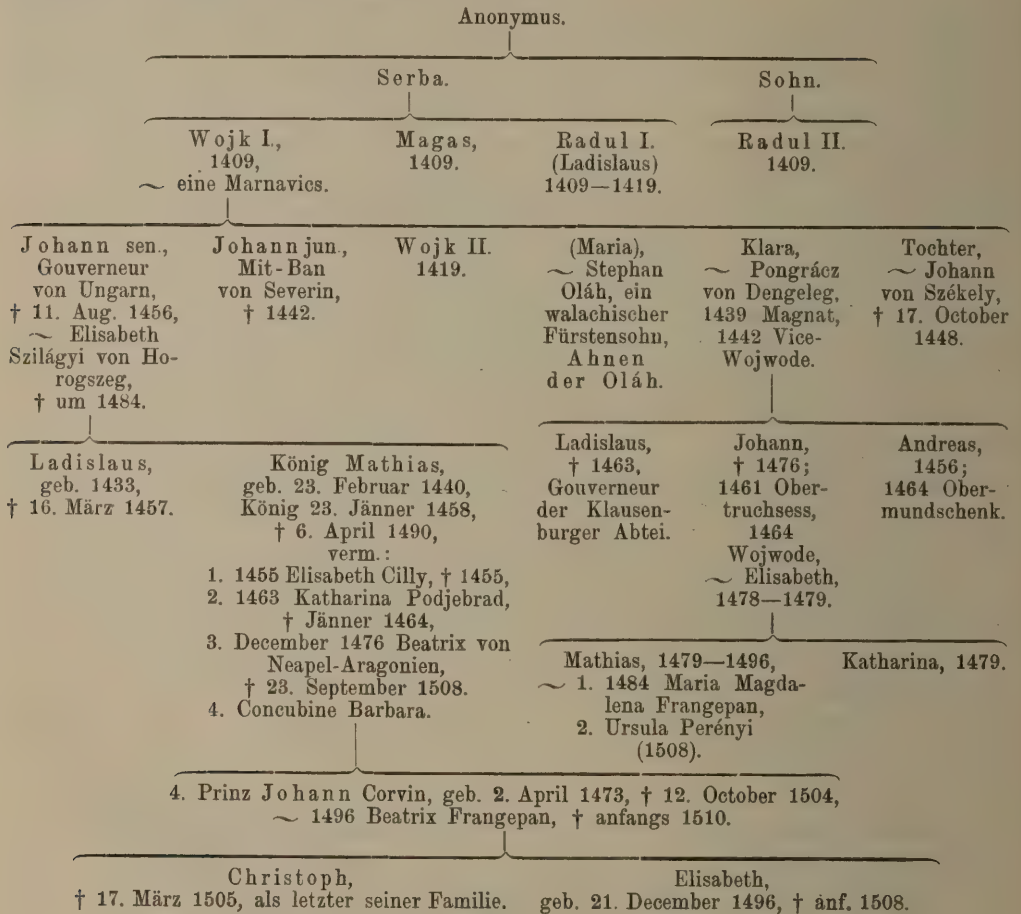 Anonymus.
Serba.
Sohn.
Wojk I.,
1409,
~ eine Marnavics.
Magas,
1409.
Radul I.
(Ladislaus)
1409—1419.
Radul II.
1409.
Johann sen.,
Gouverneur
von Ungarn,
† 11. Aug. 1456,
~ Elisabeth
Szilágyi von Ho-
rogszeg,
† um 1484.
Johann jun.,
Mit-Ban
von Severin,
† 1442.
Wojk II.
1419.
(Maria),
~ Stephan
Oláh, ein
walachischer
Fürstensohn,
Ahnen
der Oláh.
Klara,
~ Pongrácz
von Dengeleg,
1439 Magnat,
1442 Vice-
Wojwode.
Tochter,
~ Johann
von Székely,
† 17. October
1448.
Ladislaus,
geb. 1433,
† 16. März 1457.
König Mathias,
geb. 23. Februar 1440,
König 23. Jänner 1458,
† 6. April 1490,
verm.:
1. 1455 Elisabeth Cilly, † 1455,
2. 1463 Katharina Podjebrad,
† Jänner 1464,
3. December 1476 Beatrix von
Neapel-Aragonien,
† 23. September 1508.
4. Concubine Barbara.
Ladislaus,
† 1463,
Gouverneur
der Klausen-
burger Abtei.
Johann,
† 1476;
1461 Ober-
truchsess,
1464
Wojwode,
~ Elisabeth,
1478—1479.
Andreas,
1456;
1464 Ober-
mundschenk.
Mathias, 1479—1496,
~ 1. 1484 Maria Magda-
lena Frangepan,
2. Ursula Perényi
(1508).
Katharina, 1479.
4. Prinz Johann Corvin, geb. 2. April 1473, † 12. October 1504,
~ 1496 Beatrix Frangepan, † anfangs 1510.
Christoph,
† 17. März 1505, als letzter seiner Familie.
Elisabeth,
geb. 21. December 1496, † anf. 1508.